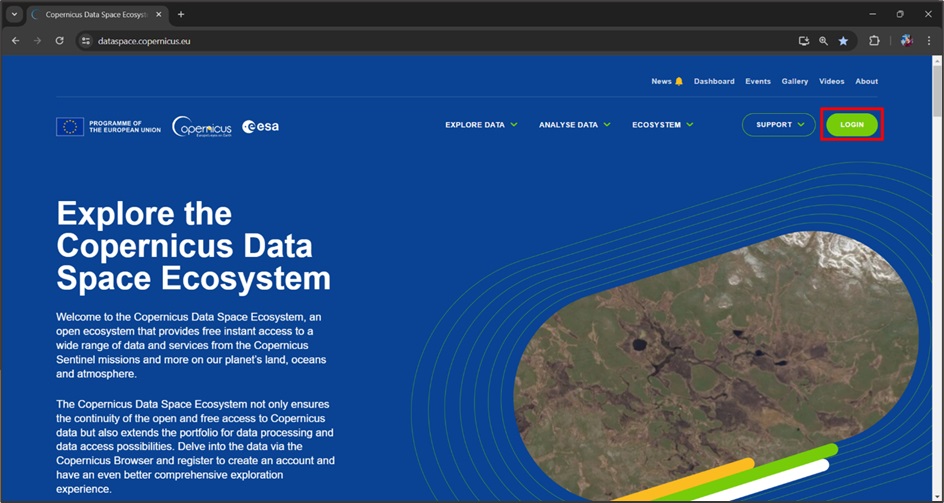 Copernicus Data Space Ecosyst
dataspace.copernicus.eu
News Dashboard Events Gallery Videos About
PROGRAMME OF
THE EUROPEAN UNION
opernicus
esa
EXPLORE DATA ANALYSE DATA ECOSYSTEM SUPPORT LOGIN
Explore the
Copernicus Data
Space Ecosystem
Welcome to the Copernicus Data Space Ecosystem, an
open ecosystem that provides free instant access to a
wide range of data and services from the Copernicus
Sentinel missions and more on our planet's land, oceans
and atmosphere.
The Copernicus Data Space Ecosystem not only ensures
the continuity of the open and free access to Copernicus
data but also extends the portfolio for data processing and
data access possibilities. Delve into the data via the
Copernicus Browser and register to create an account and
have an even better comprehensive exploration
experience.